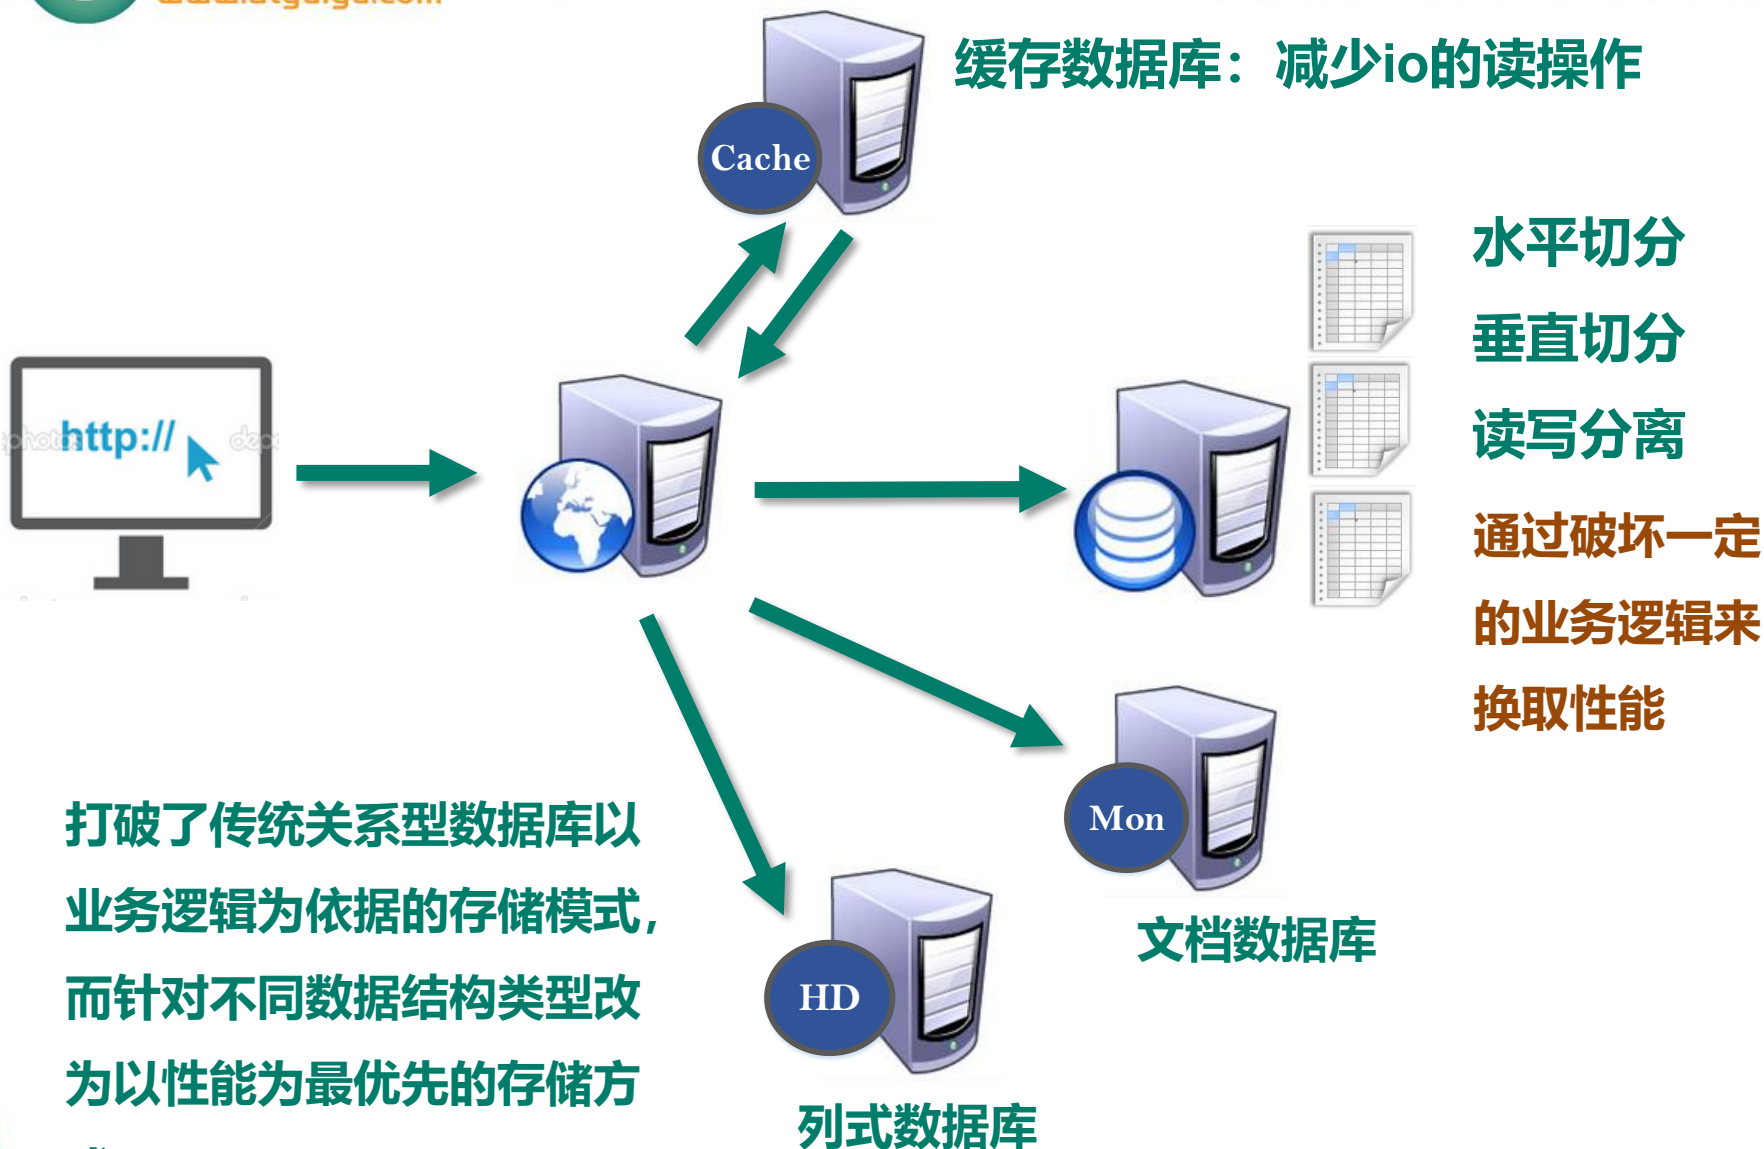 缓存数据库：减少io的读操作
Cache
水平切分
垂直切分
读写分离
http://
通过破坏一定
的业务逻辑来
换取性能
Mon
文档数据库
打破了传统关系型数据库以
业务逻辑为依据的存储模式，
而针对不同数据结构类型改
为以性能为最优先的存储方
HD
列式数据库